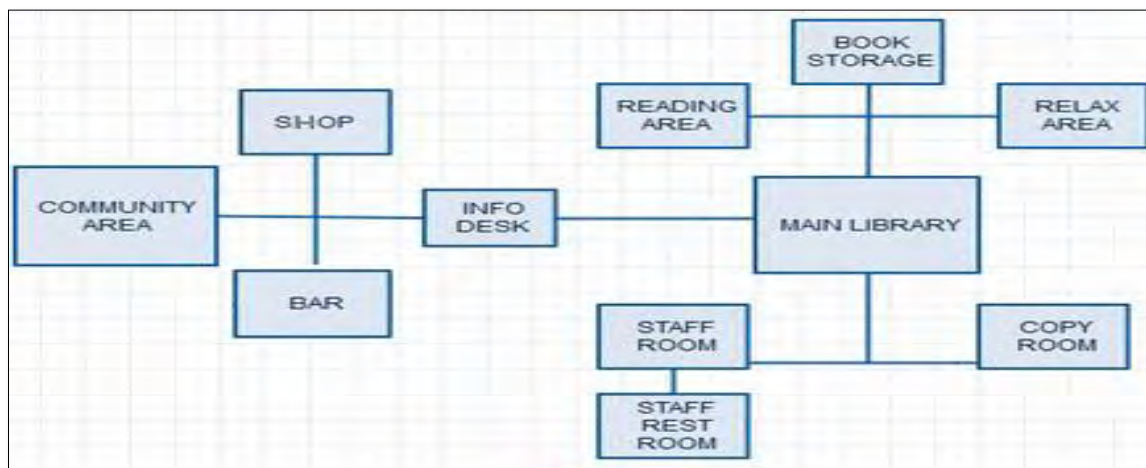 BOOK
STORAGE
SHOP
READING
AREA
RELAX
AREA
COMMUNITY
AREA
INFO
DESK
MAIN LIBRARY
BAR
STAFF
ROOM
COPY
ROOM
STAFF
REST
ROOM